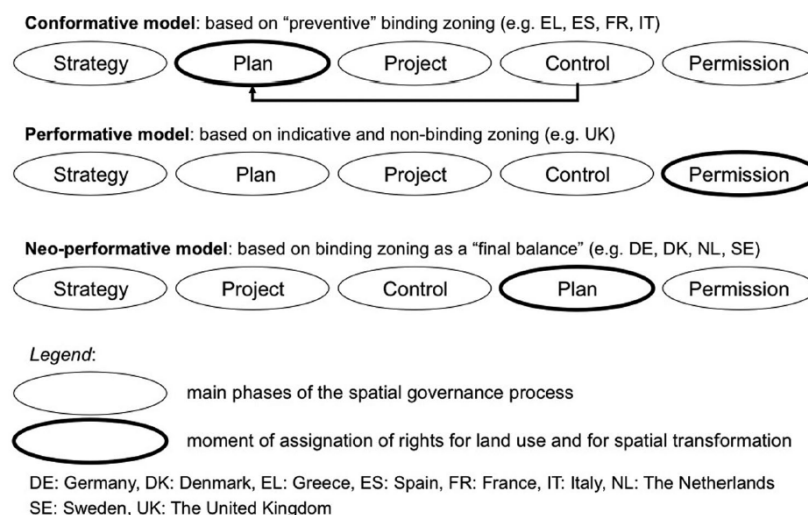 Conformative model: based on “preventive” binding zoning (e.g. EL, ES, FR, IT)
Strategy Plan Project Control Permission
Performative model: based on indicative and non-binding zoning (e.g. UK)
Strategy Plan Project Control Permission
Neo-performative model: based on binding zoning as a “final balance” (e.g. DE, DK, NL, SE)
Strategy Project Control Plan Permission
Legend:
main phases of the spatial governance process
moment of assignation of rights for land use and for spatial transformation
DE: Germany, DK: Denmark, EL: Greece, ES: Spain, FR: France, IT: Italy, NL: The Netherlands
SE: Sweden, UK: The United Kingdom